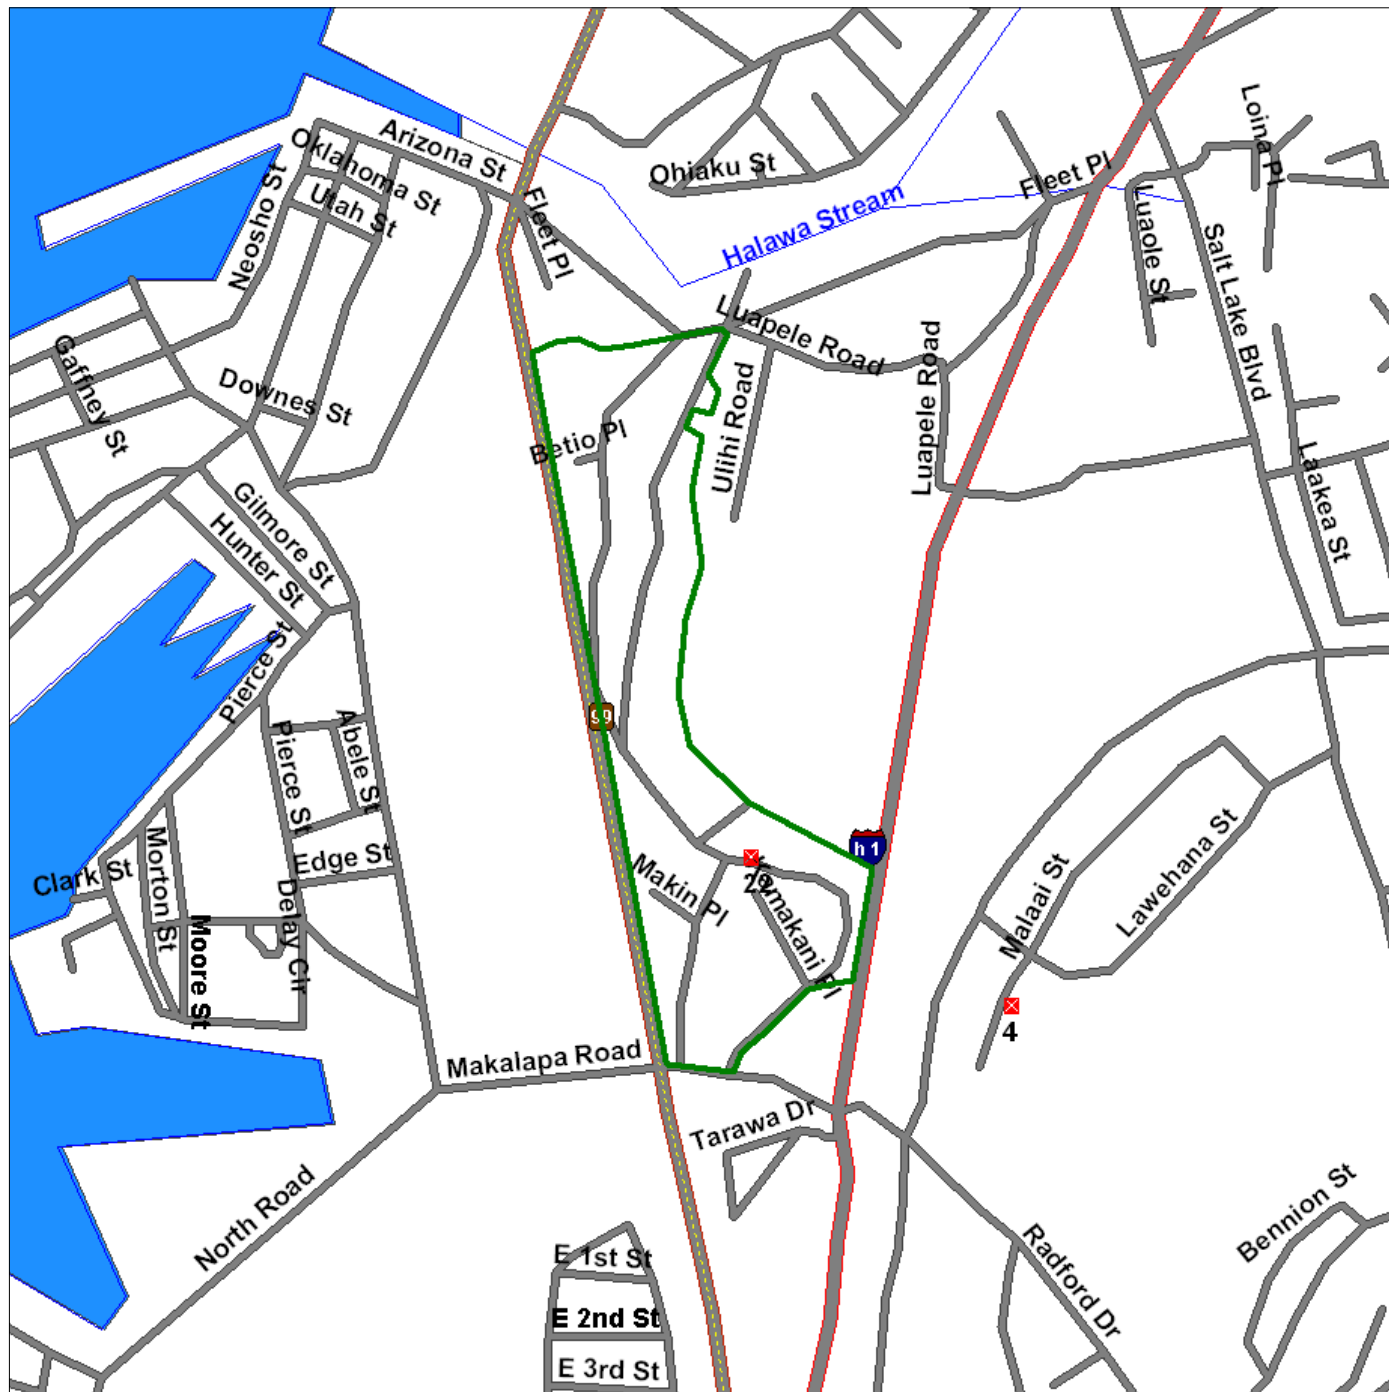 Arizona St
Oklahoma St
Utah St
Neosho St
Fleet Pl
Ohiaku St
Halawa Stream
Fleet Pl
Loina Pl
Luaole St
Salt Lake Blvd
Luapele Road
Luapele Road
Ulihi Road
Betio Pl
Gaffney St
Downes St
Gilmore St
Hunter St
Laakea St
Pierce St
Pierce St
Abele St
99
h 1
Edge St
Clark St
Morton St
Moore St
Delay Clr
Makin Pl
22
Malaai St
Lawehana St
4
Makalapa Road
Tarawa Dr
North Road
Radford Dr
Bennion St
E 1st St
E 2nd St
E 3rd St